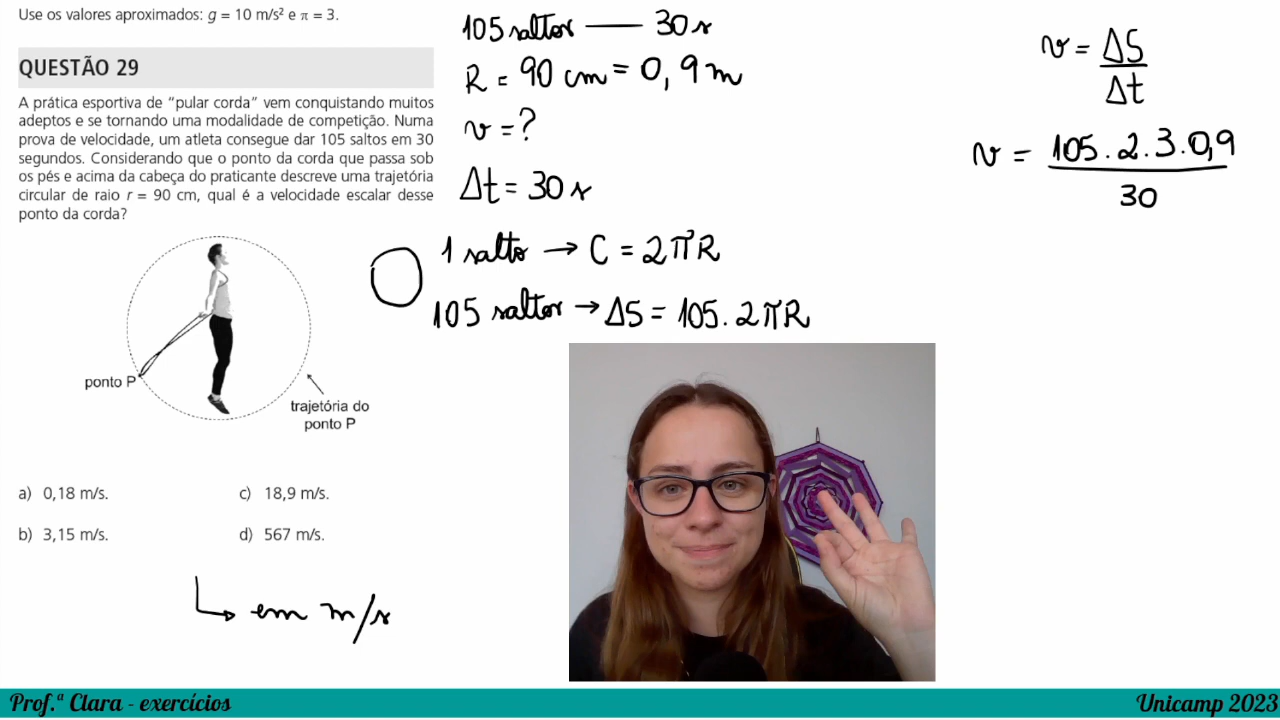 Use os valores aproximados: g = 10 m/s² e π = 3.
QUESTÃO 29
A prática esportiva de “pular corda” vem conquistando muitos
adeptos e se tornando uma modalidade de competição. Numa
prova de velocidade, um atleta consegue dar 105 saltos em 30
segundos. Considerando que o ponto da corda que passa sob
os pés e acima da cabeça do praticante descreve uma trajetória
circular de raio r = 90 cm, qual é a velocidade escalar desse
ponto da corda?
ponto P
trajetória do
ponto P
a) 0,18 m/s.
b) 3,15 m/s.
c) 18,9 m/s.
d) 567 m/s.
em m/s
105 saltos — 30 s
R = 90 cm = 0,9 m
v = ?
Δt = 30 s
1 salto → C = 2πR
105 saltos → ΔS = 105. 2πR
v = ΔS
Δt
v = 105 . 2 . 3 . 0,9
30
Prof.ª Clara - exercícios
Unicamp 2023